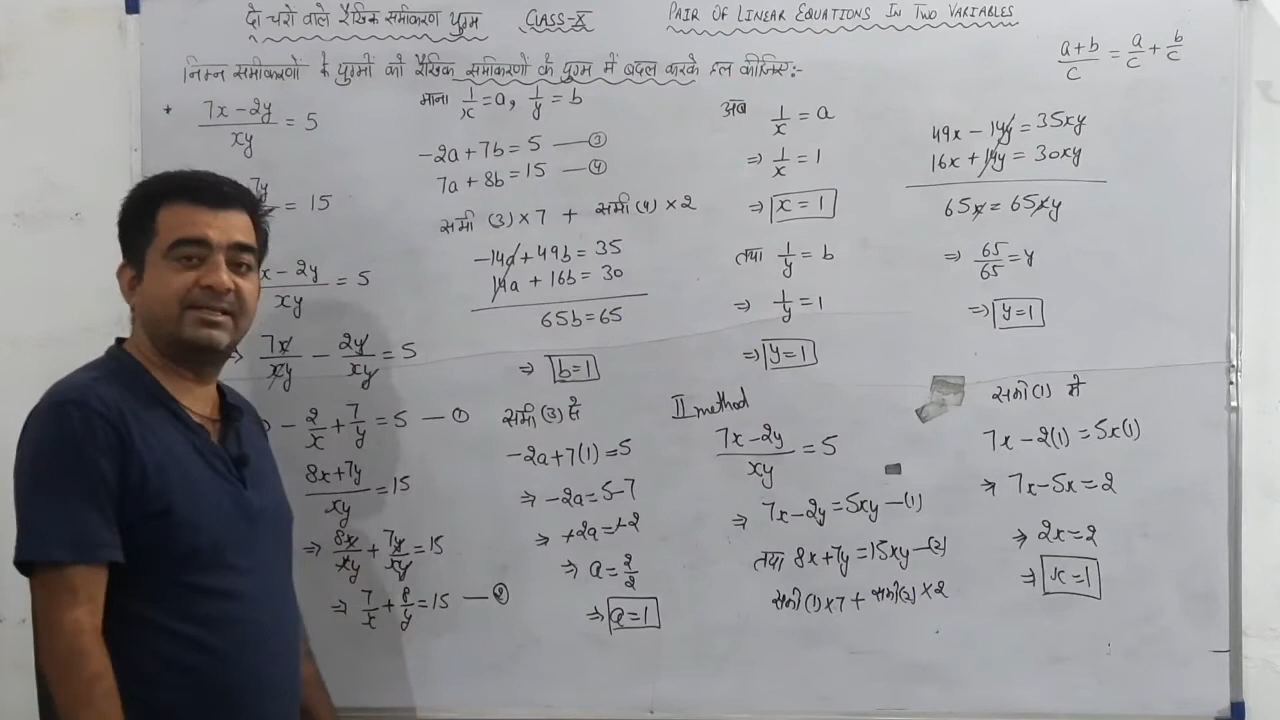 दो चरों वाले रैखिक समीकरण युग्म CLASS-X PAIR OF LINEAR EQUATIONS IN TWO VARIABLES
निम्न समीकरणों के युग्मों को रैखिक समीकरणों के युग्म में बदल करके हल कीजिए:-
(a+b)/c = a/c + b/c
* (7x-2y)/xy = 5
7y = 15
x-2y/xy = 5
⇒ 7x/xy - 2y/xy = 5
- 2/x + 7/y = 5 — ①
(8x+7y)/xy = 15
⇒ 8x/xy + 7y/xy = 15
⇒ 7/x + 8/y = 15 — ②
माना 1/x = a, 1/y = b
-2a + 7b = 5 — ③
7a + 8b = 15 — ④
समी (3) × 7 + समी (4) × 2
-14a + 49b = 35
14a + 16b = 30
65b = 65
⇒ b=1
समी (3) से
-2a + 7(1) = 5
⇒ -2a = 5-7
⇒ +2a = +2
⇒ a = 2/2
⇒ a=1
अब 1/x = a
⇒ 1/x = 1
⇒ x=1
तथा 1/y = b
⇒ 1/y = 1
⇒ y=1
II method
(7x-2y)/xy = 5
⇒ 7x-2y = 5xy —(1)
तथा 8x+7y = 15xy —(2)
समी (1) × 7 + समी (2) × 2
49x - 14y = 35xy
16x + 14y = 30xy
65x = 65xy
⇒ 65/65 = y
⇒ y=1
समी (1) में
7x - 2(1) = 5x(1)
⇒ 7x-5x = 2
⇒ 2x = 2
⇒ x=1